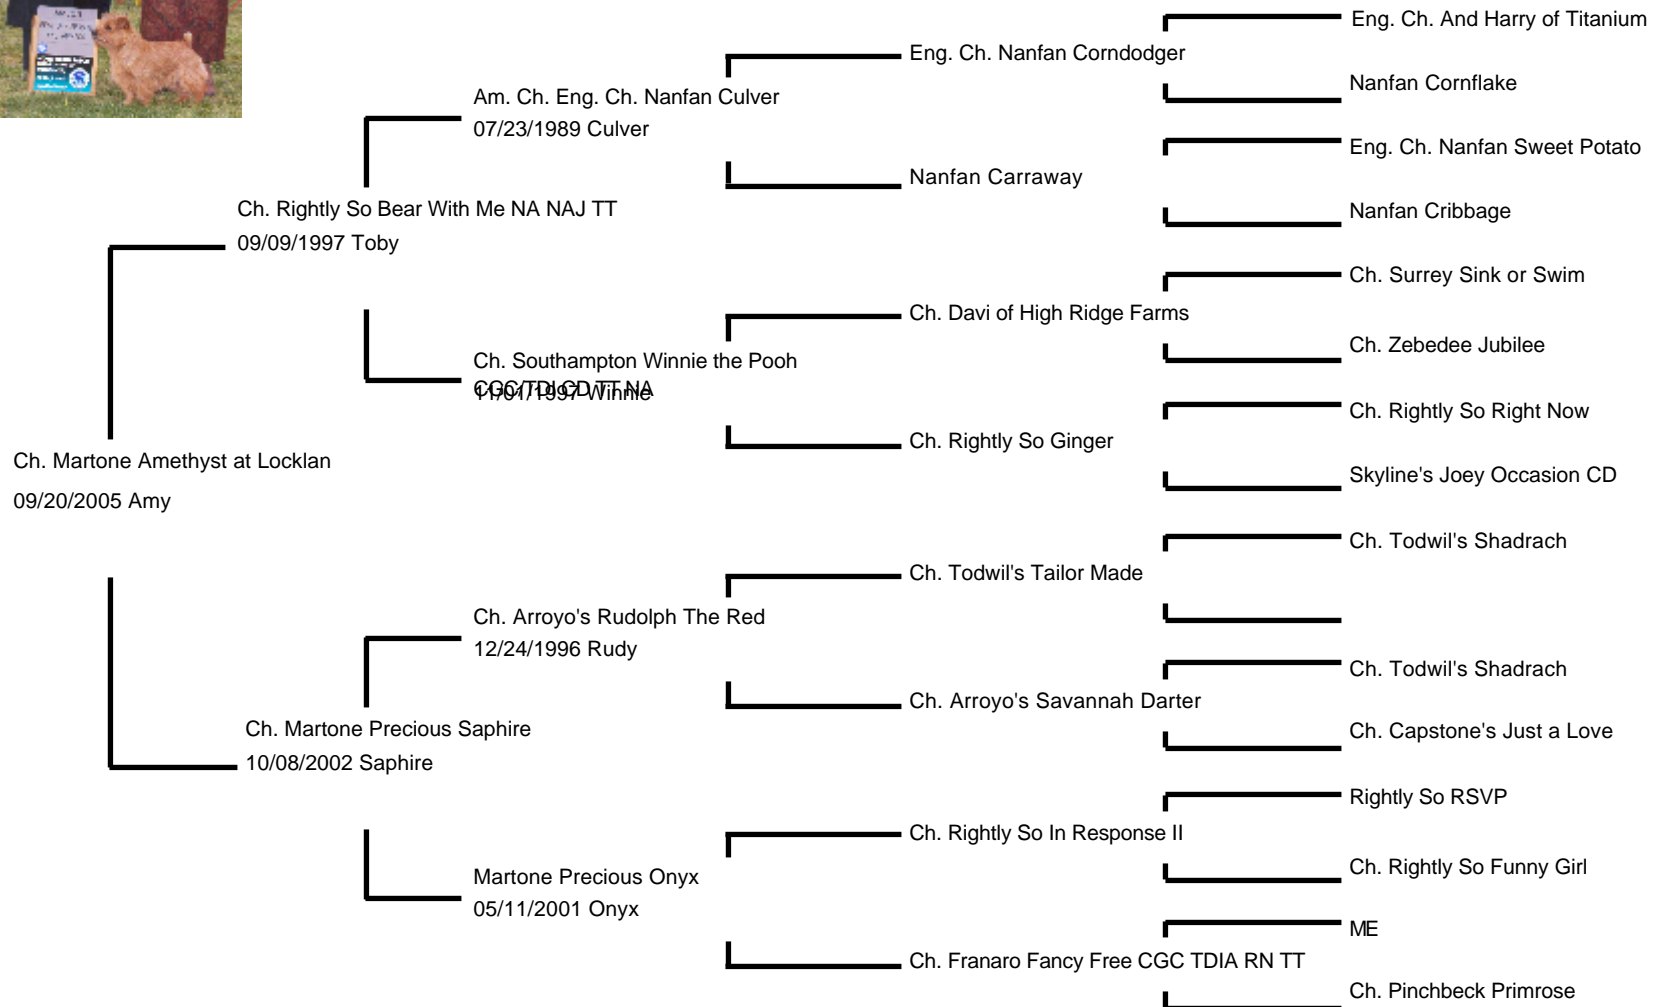 Eng. Ch. And Harry of Titanium
Eng. Ch. Nanfan Corndodger
Nanfan Cornflake
Am. Ch. Eng. Ch. Nanfan Culver
07/23/1989 Culver
Eng. Ch. Nanfan Sweet Potato
Nanfan Carraway
Nanfan Cribbage
Ch. Rightly So Bear With Me NA NAJ TT
09/09/1997 Toby
Ch. Surrey Sink or Swim
Ch. Davi of High Ridge Farms
Ch. Zebedee Jubilee
Ch. Southampton Winnie the Pooh
CGC TDI CD TT NA
11/01/1997 Winnie
Ch. Rightly So Right Now
Ch. Rightly So Ginger
Skyline's Joey Occasion CD
Ch. Martone Amethyst at Locklan
09/20/2005 Amy
Ch. Todwil's Shadrach
Ch. Todwil's Tailor Made
Ch. Arroyo's Rudolph The Red
12/24/1996 Rudy
Ch. Todwil's Shadrach
Ch. Arroyo's Savannah Darter
Ch. Capstone's Just a Love
Ch. Martone Precious Saphire
10/08/2002 Saphire
Rightly So RSVP
Ch. Rightly So In Response II
Ch. Rightly So Funny Girl
Martone Precious Onyx
05/11/2001 Onyx
ME
Ch. Franaro Fancy Free CGC TDIA RN TT
Ch. Pinchbeck Primrose